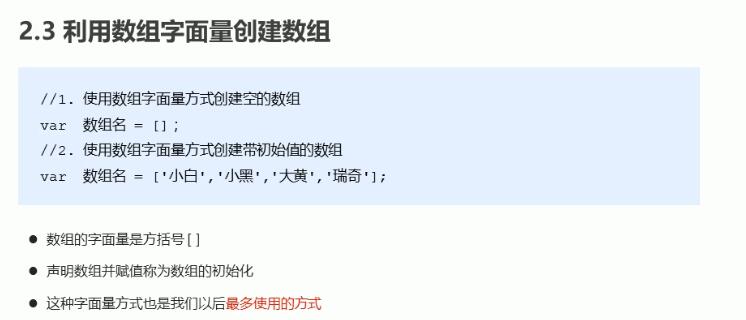 2.3 利用数组字面量创建数组
//1. 使用数组字面量方式创建空的数组
var 数组名 = [];
//2. 使用数组字面量方式创建带初始值的数组
var 数组名 = ['小白','小黑','大黄','瑞奇'];
● 数组的字面量是方括号[]
● 声明数组并赋值称为数组的初始化
● 这种字面量方式也是我们以后最多使用的方式